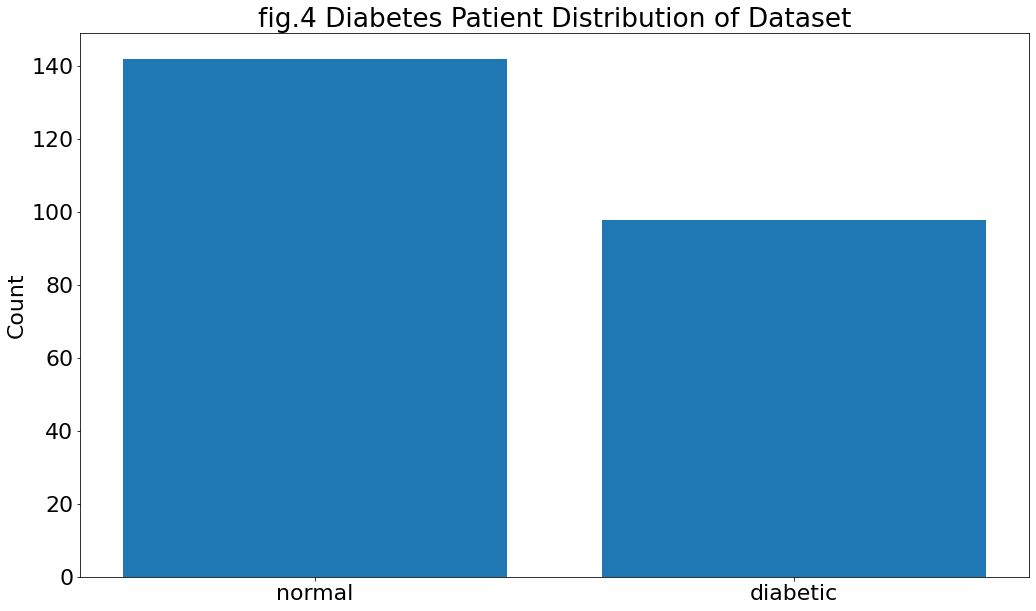 fig.4 Diabetes Patient Distribution of Dataset
Count
140
120
100
80
60
40
20
0
normal
diabetic